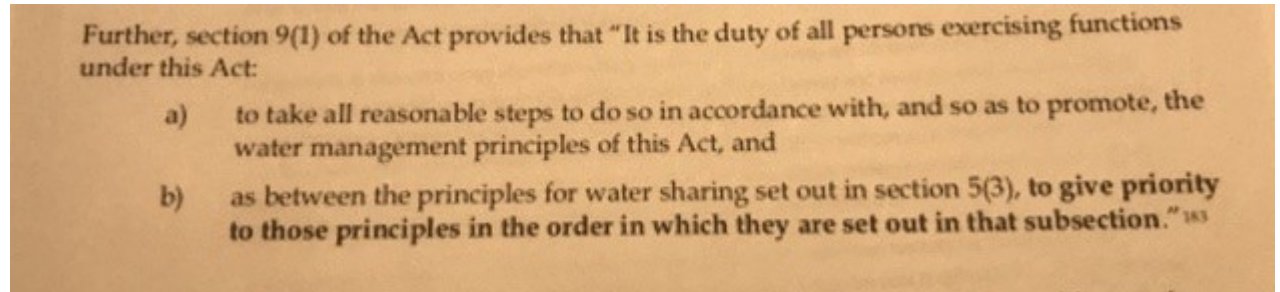 Further, section 9(1) of the Act provides that "It is the duty of all persons exercising functions
under this Act:
a) to take all reasonable steps to do so in accordance with, and so as to promote, the
water management principles of this Act, and
b) as between the principles for water sharing set out in section 5(3), to give priority
to those principles in the order in which they are set out in that subsection." 183